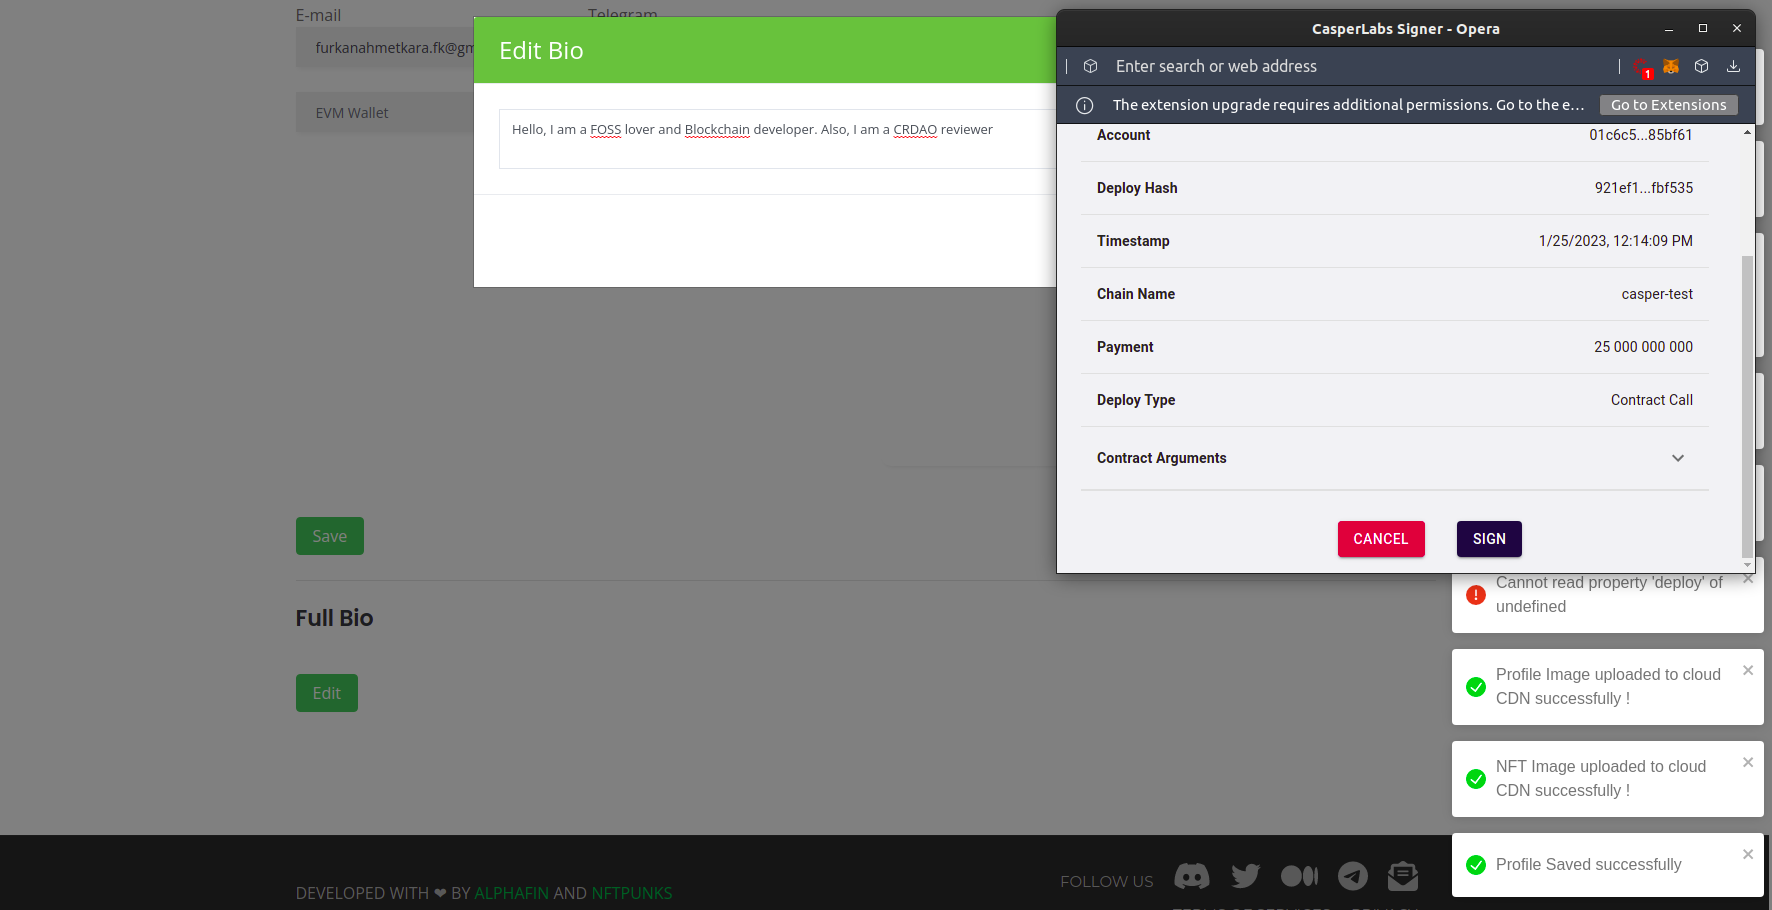 E-mail
Telegram
furkanahmetkara.fk@gm
EVM Wallet
Edit Bio
Hello, I am a FOSS lover and Blockchain developer. Also, I am a CRDAO reviewer
Save
Full Bio
Edit
CasperLabs Signer - Opera
Enter search or web address
1
The extension upgrade requires additional permissions. Go to the e...
Go to Extensions
Account 01c6c5...85bf61
Deploy Hash 921ef1...fbf535
Timestamp 1/25/2023, 12:14:09 PM
Chain Name casper-test
Payment 25 000 000 000
Deploy Type Contract Call
Contract Arguments
CANCEL
SIGN
Cannot read property 'deploy' of
undefined
Profile Image uploaded to cloud
CDN successfully !
NFT Image uploaded to cloud
CDN successfully !
Profile Saved successfully
DEVELOPED WITH ❤ BY ALPHAFIN AND NFTPUNKS
FOLLOW US